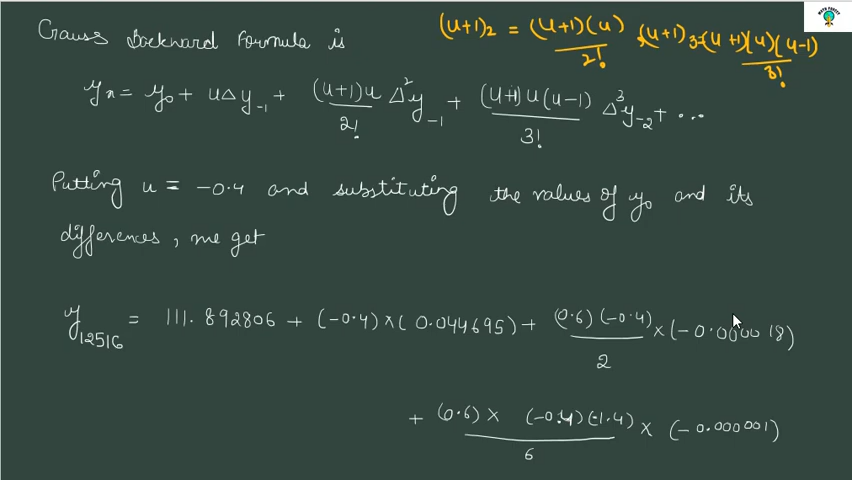 (u+1)₂ = (u+1)(u)/2! , (u+1)₃ = (u+1)(u)(u-1)/3!
Gauss Backward Formula is
yₙ = y₀ + uΔy₋₁ + (u+1)u/2! Δ²y₋₁ + (u+1)u(u-1)/3! Δ³y₋₂ + ...
Putting u = -0.4 and substituting the values of y₀ and its
differences, we get
y₁₂₅₁₆ = 111.892806 + (-0.4)×(0.044695) + (0.6)(-0.4)/2 ×(-0.000018)
+ (0.6)× (-0.4)(-1.4)/6 × (-0.000001)